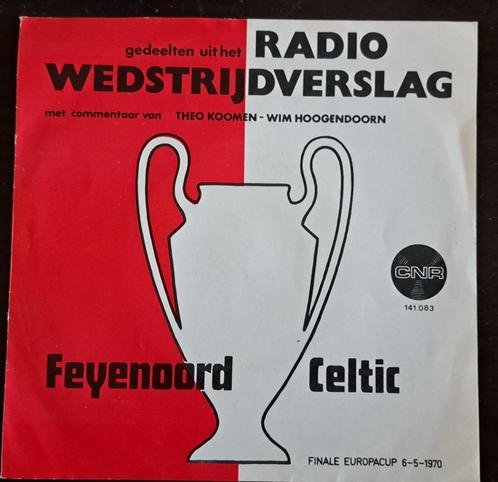 gedeelten uit het RADIO
WEDSTRIJDVERSLAG
met commentaar van THEO KOOMEN - WIM HOOGENDOORN
CNR
141.083
Feyenoord Celtic
FINALE EUROPACUP 6-5-1970